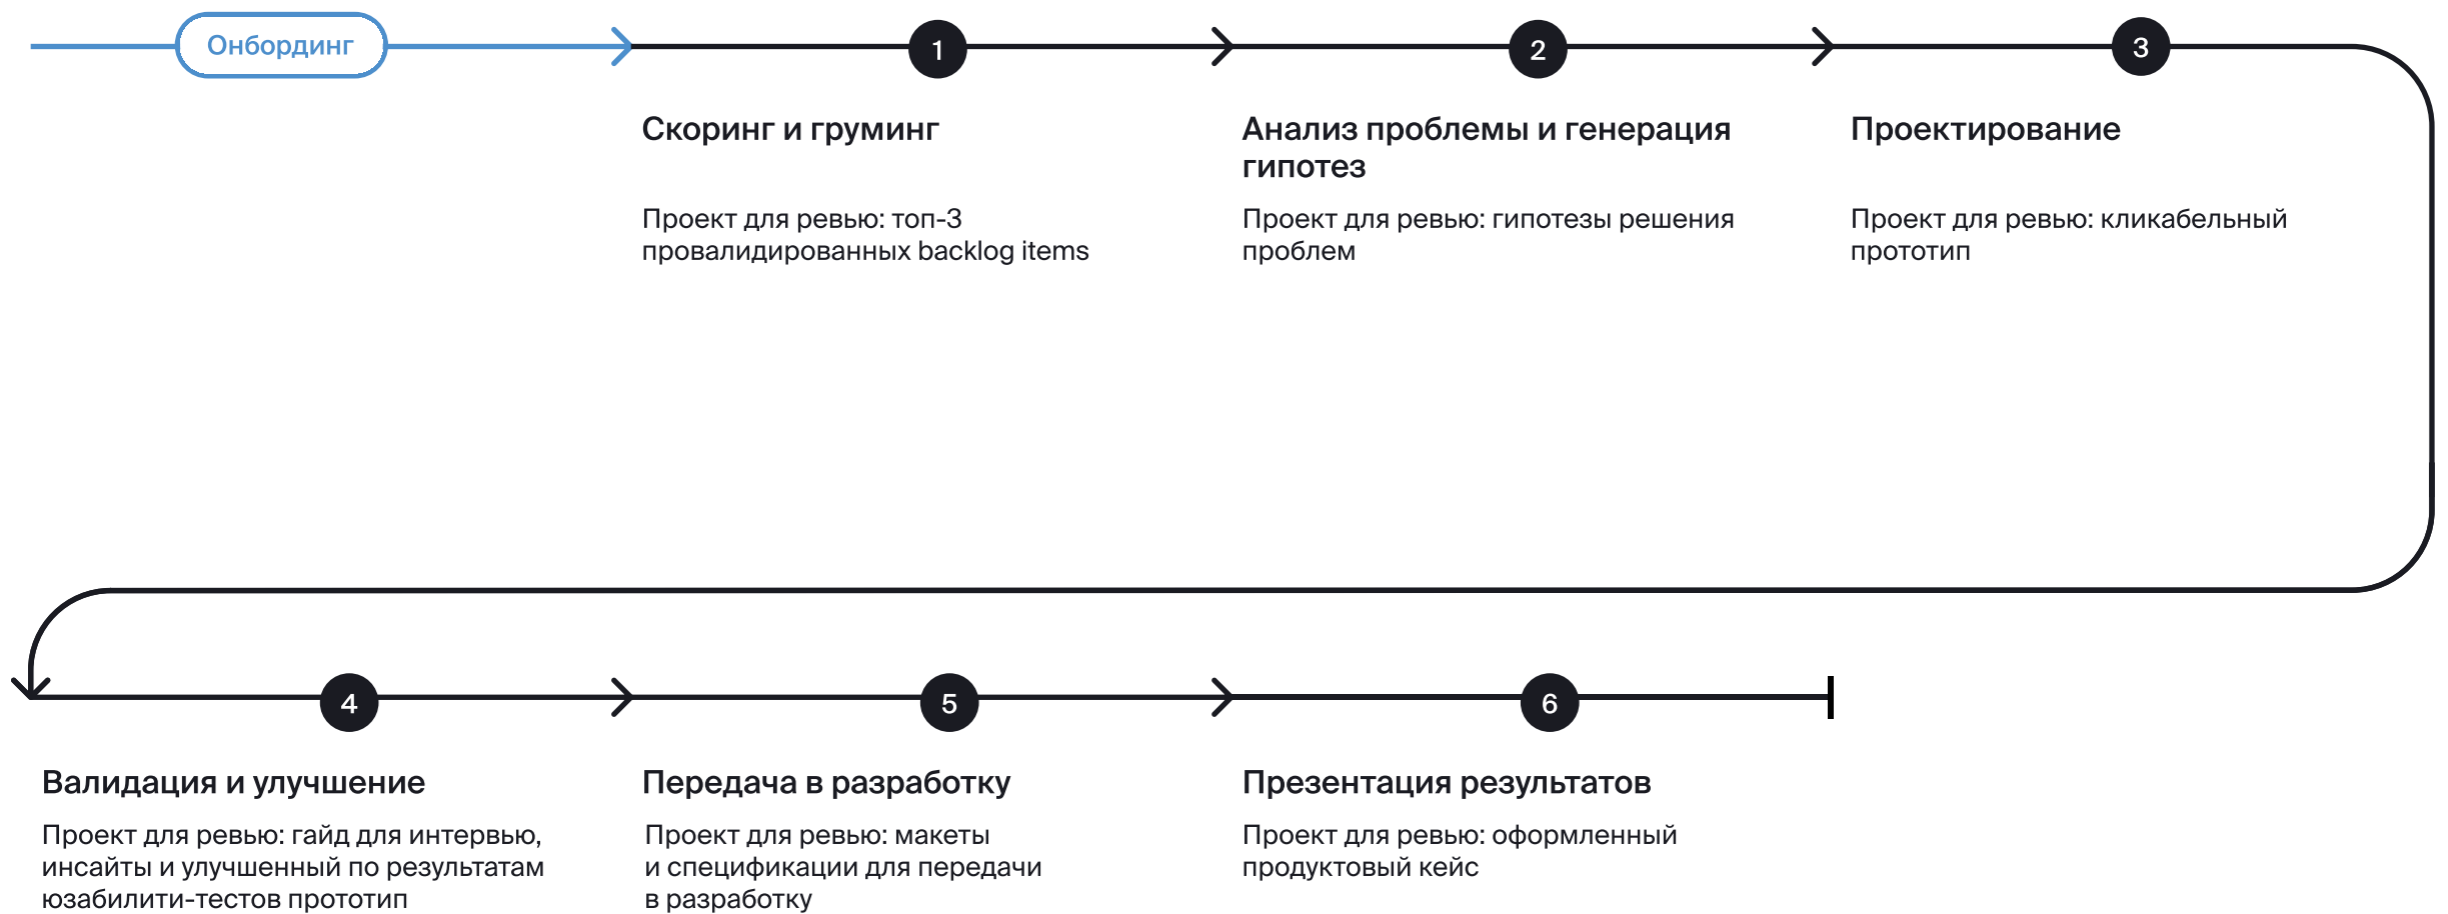 Онбординг
1
2
3
Скоринг и груминг
Проект для ревью: топ-3
провалидированных backlog items
Анализ проблемы и генерация
гипотез
Проект для ревью: гипотезы решения
проблем
Проектирование
Проект для ревью: кликабельный
прототип
4
5
6
Валидация и улучшение
Проект для ревью: гайд для интервью,
инсайты и улучшенный по результатам
юзабилити-тестов прототип
Передача в разработку
Проект для ревью: макеты
и спецификации для передачи
в разработку
Презентация результатов
Проект для ревью: оформленный
продуктовый кейс